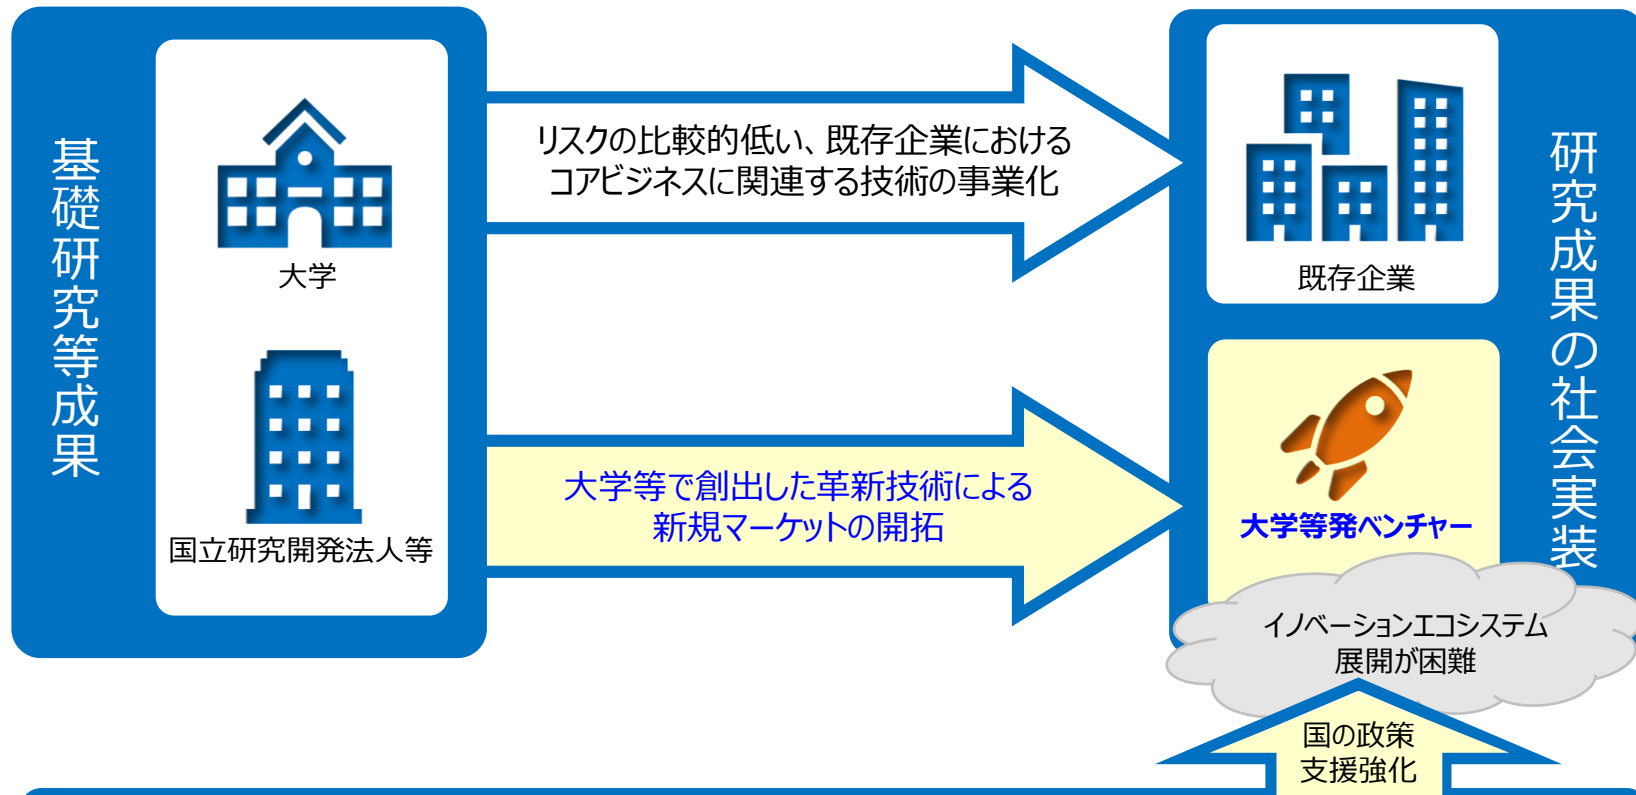 基礎研究等成果
大学
国立研究開発法人等
リスクの比較的低い、既存企業における
コアビジネスに関連する技術の事業化
大学等で創出した革新技術による
新規マーケットの開拓
既存企業
大学等発ベンチャー
研究成果の社会実装
イノベーションエコシステム
展開が困難
国の政策
支援強化